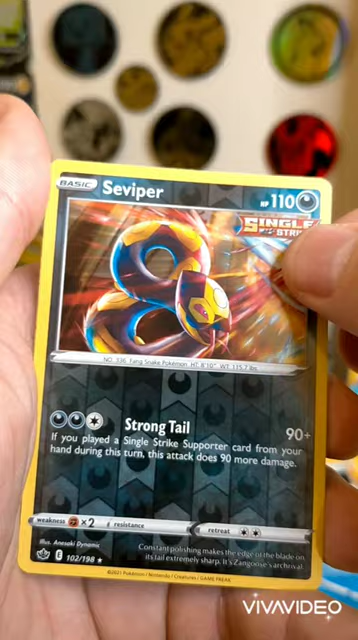 BASIC Seviper HP 110
SINGLE
STRIKE
NO. 336 Fang Snake Pokémon HT: 8'10" WT: 115.7 lbs.
Strong Tail 90+
If you played a Single Strike Supporter card from your
hand during this turn, this attack does 90 more damage.
weakness ×2 resistance retreat
Illus. Anesaki Dynamic
E 102/198 ★
Constant polishing makes the edge of the blade on
its tail extremely sharp. It's Zangoose's archrival.
©2021 Pokémon / Nintendo / Creatures / GAME FREAK
VIVAVIDEO